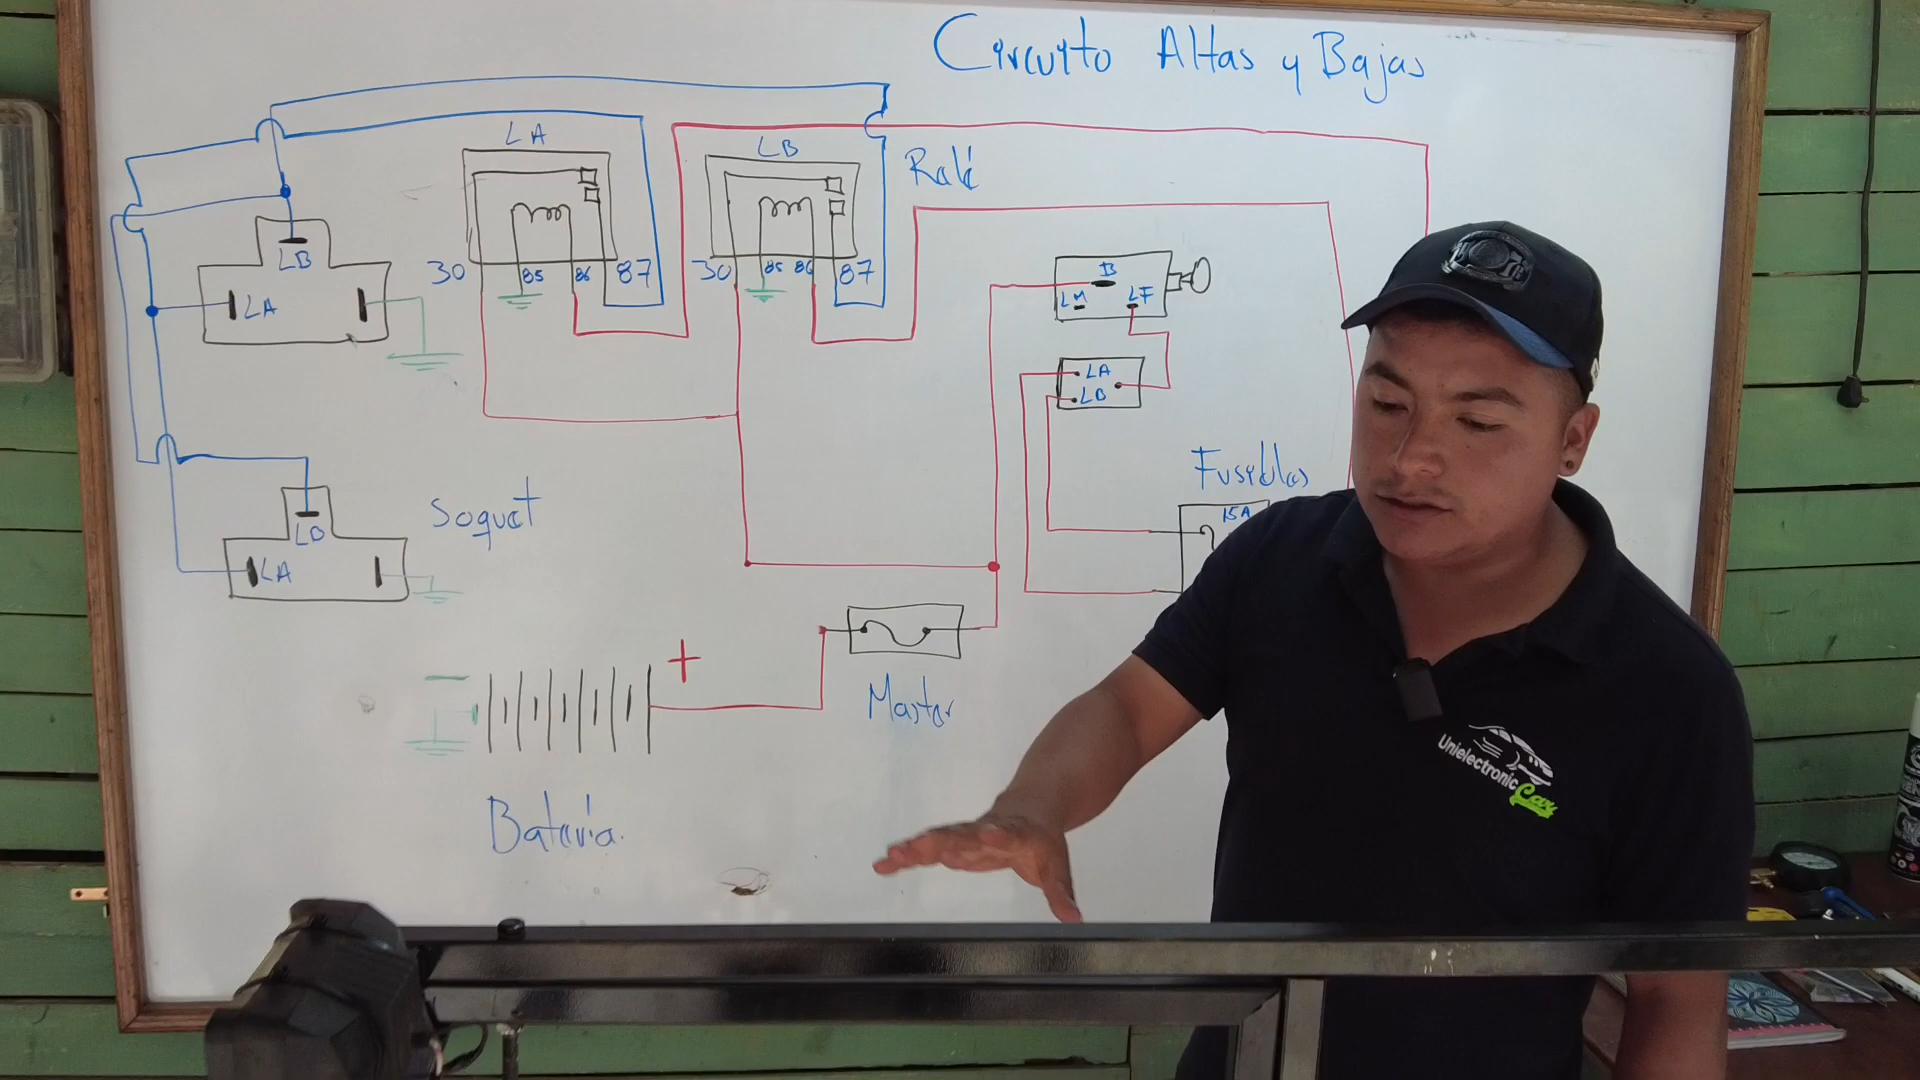 Circuito Altas y Bajas
LA
LB
Relé
30 85 86 87
30 85 86 87
LB
LA
B
LM LF
LA
LB
Fusibles
15A
Soquet
LB
LA
+
Master
Batería.
Unielectronic
Car